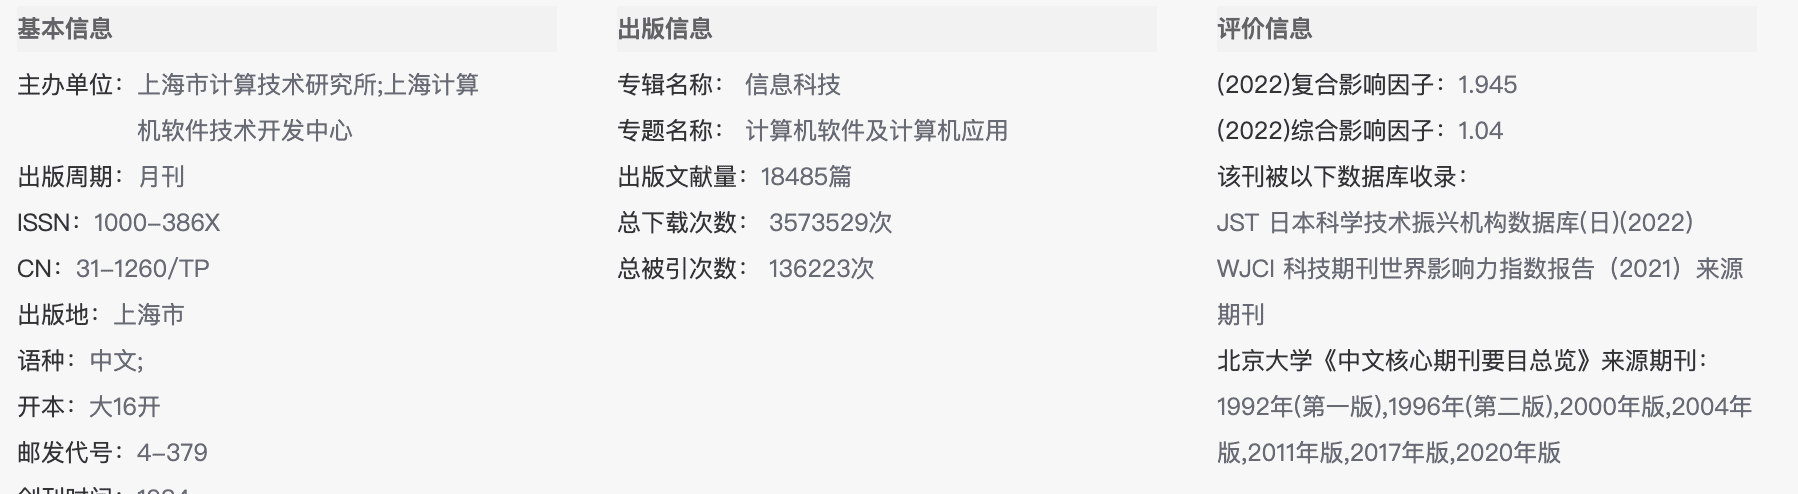 基本信息
主办单位：上海市计算技术研究所;上海计算
机软件技术开发中心
出版周期：月刊
ISSN：1000-386X
CN：31-1260/TP
出版地：上海市
语种：中文;
开本：大16开
邮发代号：4-379
出版信息
专辑名称：信息科技
专题名称：计算机软件及计算机应用
出版文献量：18485篇
总下载次数：3573529次
总被引次数：136223次
评价信息
(2022)复合影响因子：1.945
(2022)综合影响因子：1.04
该刊被以下数据库收录：
JST 日本科学技术振兴机构数据库(日)(2022)
WJCI 科技期刊世界影响力指数报告（2021）来源
期刊
北京大学《中文核心期刊要目总览》来源期刊：
1992年(第一版),1996年(第二版),2000年版,2004年
版,2011年版,2017年版,2020年版